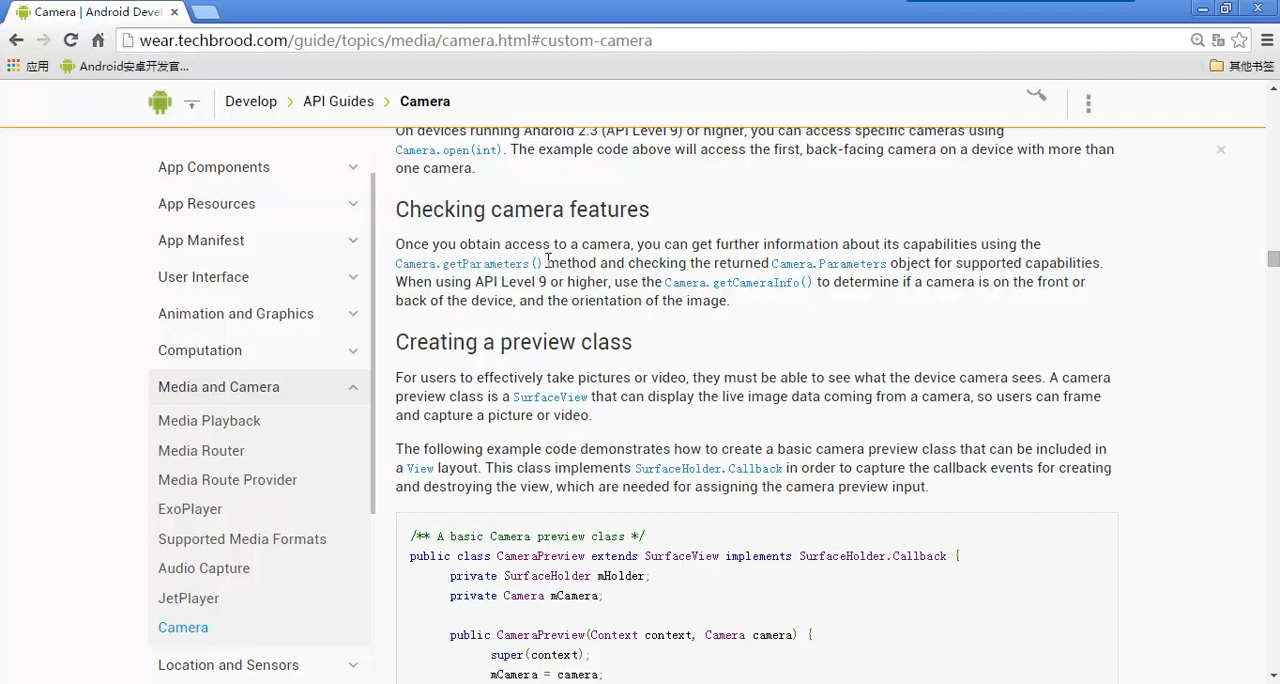 Camera | Android Devel
wear.techbrood.com/guide/topics/media/camera.html#custom-camera
应用 Android安卓开发官... 其他书签
Develop API Guides Camera
On devices running Android 2.3 (API Level 9) or higher, you can access specific cameras using
Camera.open(int). The example code above will access the first, back-facing camera on a device with more than
one camera.
Checking camera features
Once you obtain access to a camera, you can get further information about its capabilities using the
Camera.getParameters() method and checking the returned Camera.Parameters object for supported capabilities.
When using API Level 9 or higher, use the Camera.getCameraInfo() to determine if a camera is on the front or
back of the device, and the orientation of the image.
Creating a preview class
For users to effectively take pictures or video, they must be able to see what the device camera sees. A camera
preview class is a SurfaceView that can display the live image data coming from a camera, so users can frame
and capture a picture or video.
The following example code demonstrates how to create a basic camera preview class that can be included in
a View layout. This class implements SurfaceHolder.Callback in order to capture the callback events for creating
and destroying the view, which are needed for assigning the camera preview input.
/** A basic Camera preview class */
public class CameraPreview extends SurfaceView implements SurfaceHolder.Callback {
private SurfaceHolder mHolder;
private Camera mCamera;
public CameraPreview(Context context, Camera camera) {
super(context);
mCamera = camera;
App Components
App Resources
App Manifest
User Interface
Animation and Graphics
Computation
Media and Camera
Media Playback
Media Router
Media Route Provider
ExoPlayer
Supported Media Formats
Audio Capture
JetPlayer
Camera
Location and Sensors